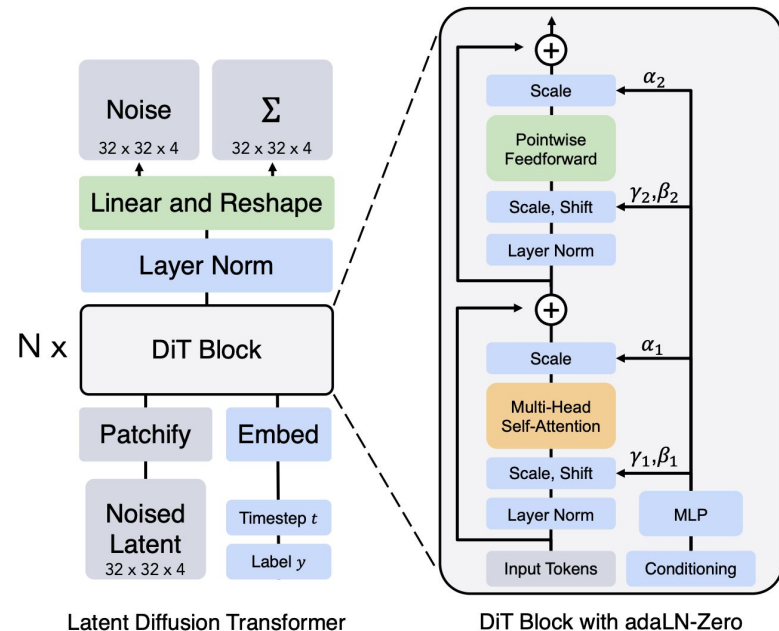 Noise
32 x 32 x 4
Σ
32 x 32 x 4
Linear and Reshape
Layer Norm
N x
DiT Block
Patchify
Embed
Noised
Latent
32 x 32 x 4
Timestep t
Label y
Latent Diffusion Transformer
+
Scale
α₂
Pointwise
Feedforward
Scale, Shift
γ₂,β₂
Layer Norm
+
Scale
α₁
Multi-Head
Self-Attention
Scale, Shift
γ₁,β₁
Layer Norm
MLP
Input Tokens
Conditioning
DiT Block with adaLN-Zero